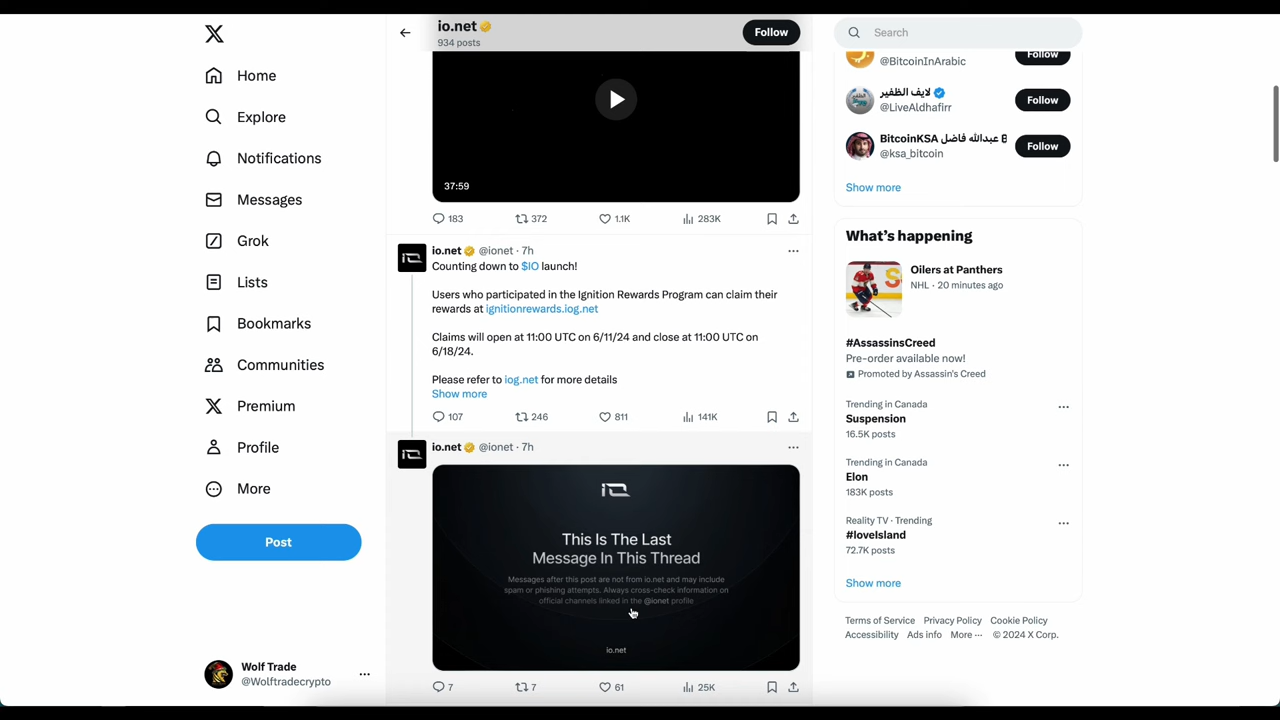 io.net
934 posts
Follow
Search
Home
Explore
Notifications
Messages
Grok
Lists
Bookmarks
Communities
Premium
Profile
More
Post
Wolf Trade
@Wolftradecrypto
37:59
183 372 1.1K 283K
io.net @ionet · 7h
Counting down to $IO launch!
Users who participated in the Ignition Rewards Program can claim their
rewards at ignitionrewards.iog.net
Claims will open at 11:00 UTC on 6/11/24 and close at 11:00 UTC on
6/18/24.
Please refer to iog.net for more details
Show more
107 246 811 141K
io.net @ionet · 7h
This Is The Last
Message In This Thread
Messages after this post are not from io.net and may include
spam or phishing attempts. Always cross-check information on
official channels linked in the @ionet profile
io.net
7 7 61 25K
@BitcoinInArabic
Follow
لايف الظفير
@LiveAldhafirr
Follow
BitcoinKSA عبدالله فاضل B
@ksa_bitcoin
Follow
Show more
What's happening
Oilers at Panthers
NHL · 20 minutes ago
#AssassinsCreed
Pre-order available now!
Promoted by Assassin's Creed
Trending in Canada
Suspension
16.5K posts
Trending in Canada
Elon
183K posts
Reality TV · Trending
#loveIsland
72.7K posts
Show more
Terms of Service Privacy Policy Cookie Policy
Accessibility Ads info More ··· © 2024 X Corp.